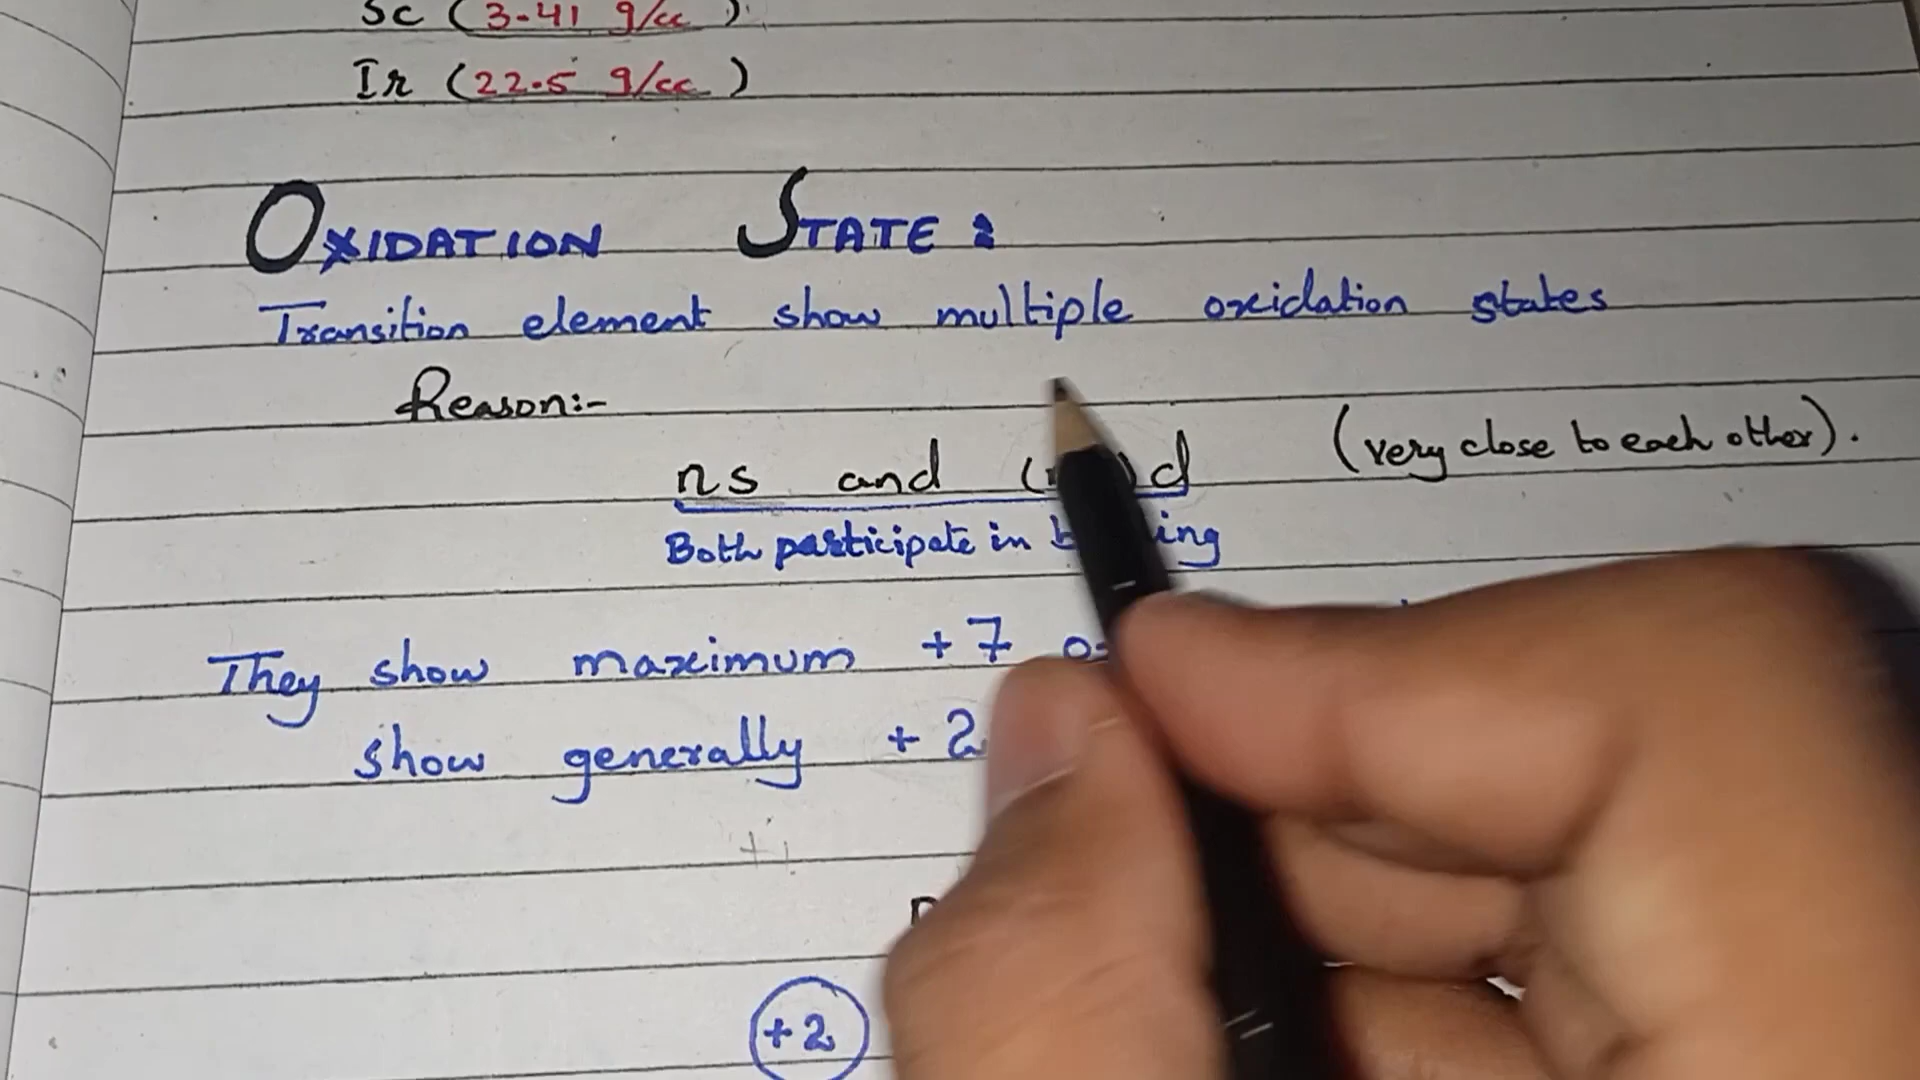 Sc (3.41 g/cc).
Ir (22.5 g/cc)
OXIDATION STATE:
Transition element show multiple oxidation states
Reason:-
ns and ( )d (very close to each other).
Both participate in
They show maximum +7
show generally +2
+1
+2